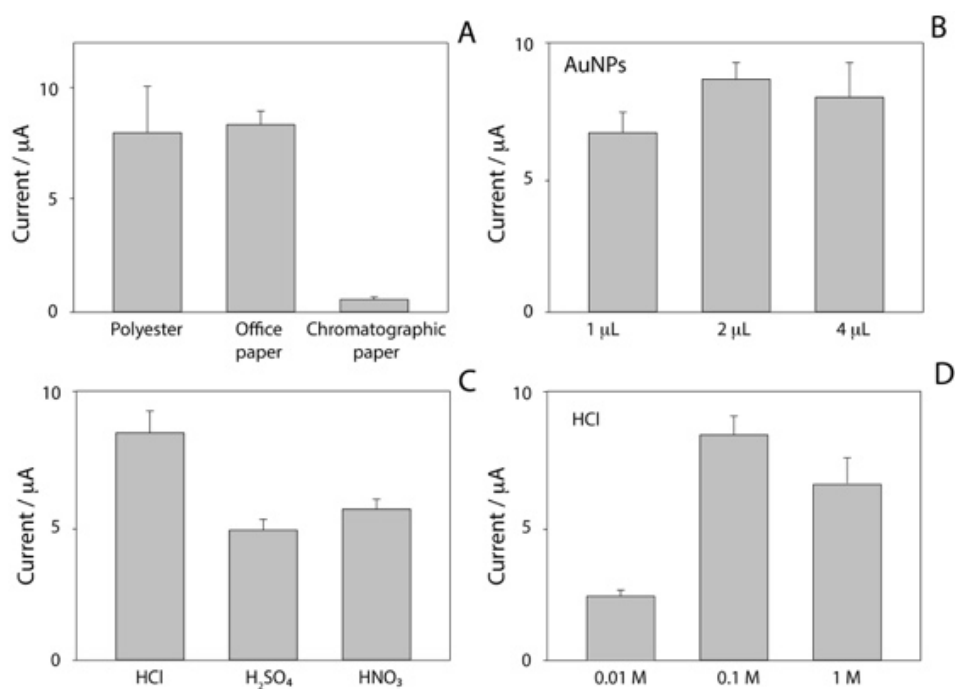 A
Current / μA
10
5
0
Polyester
Office
paper
Chromatographic
paper
B
AuNPs
Current / μA
10
5
0
1 μL
2 μL
4 μL
C
Current / μA
10
5
0
HCl
H₂SO₄
HNO₃
D
HCl
Current / μA
10
5
0
0.01 M
0.1 M
1 M